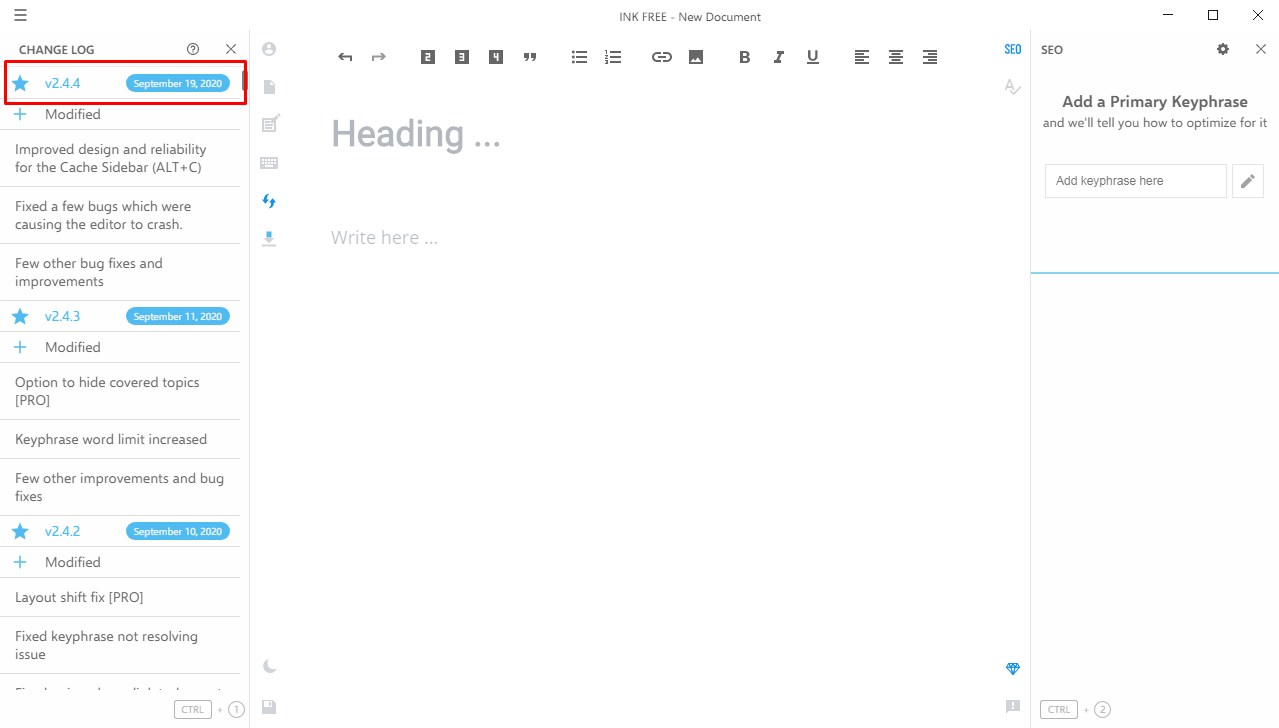 INK FREE - New Document
CHANGE LOG
v2.4.4 September 19, 2020
Modified
Improved design and reliability
for the Cache Sidebar (ALT+C)
Fixed a few bugs which were
causing the editor to crash.
Few other bug fixes and
improvements
v2.4.3 September 11, 2020
Modified
Option to hide covered topics
[PRO]
Keyphrase word limit increased
Few other improvements and bug
fixes
v2.4.2 September 10, 2020
Modified
Layout shift fix [PRO]
Fixed keyphrase not resolving
issue
CTRL + 1
2 3 4
B I U
Heading ...
Write here ...
SEO
SEO
Add a Primary Keyphrase
and we'll tell you how to optimize for it
Add keyphrase here
CTRL + 2